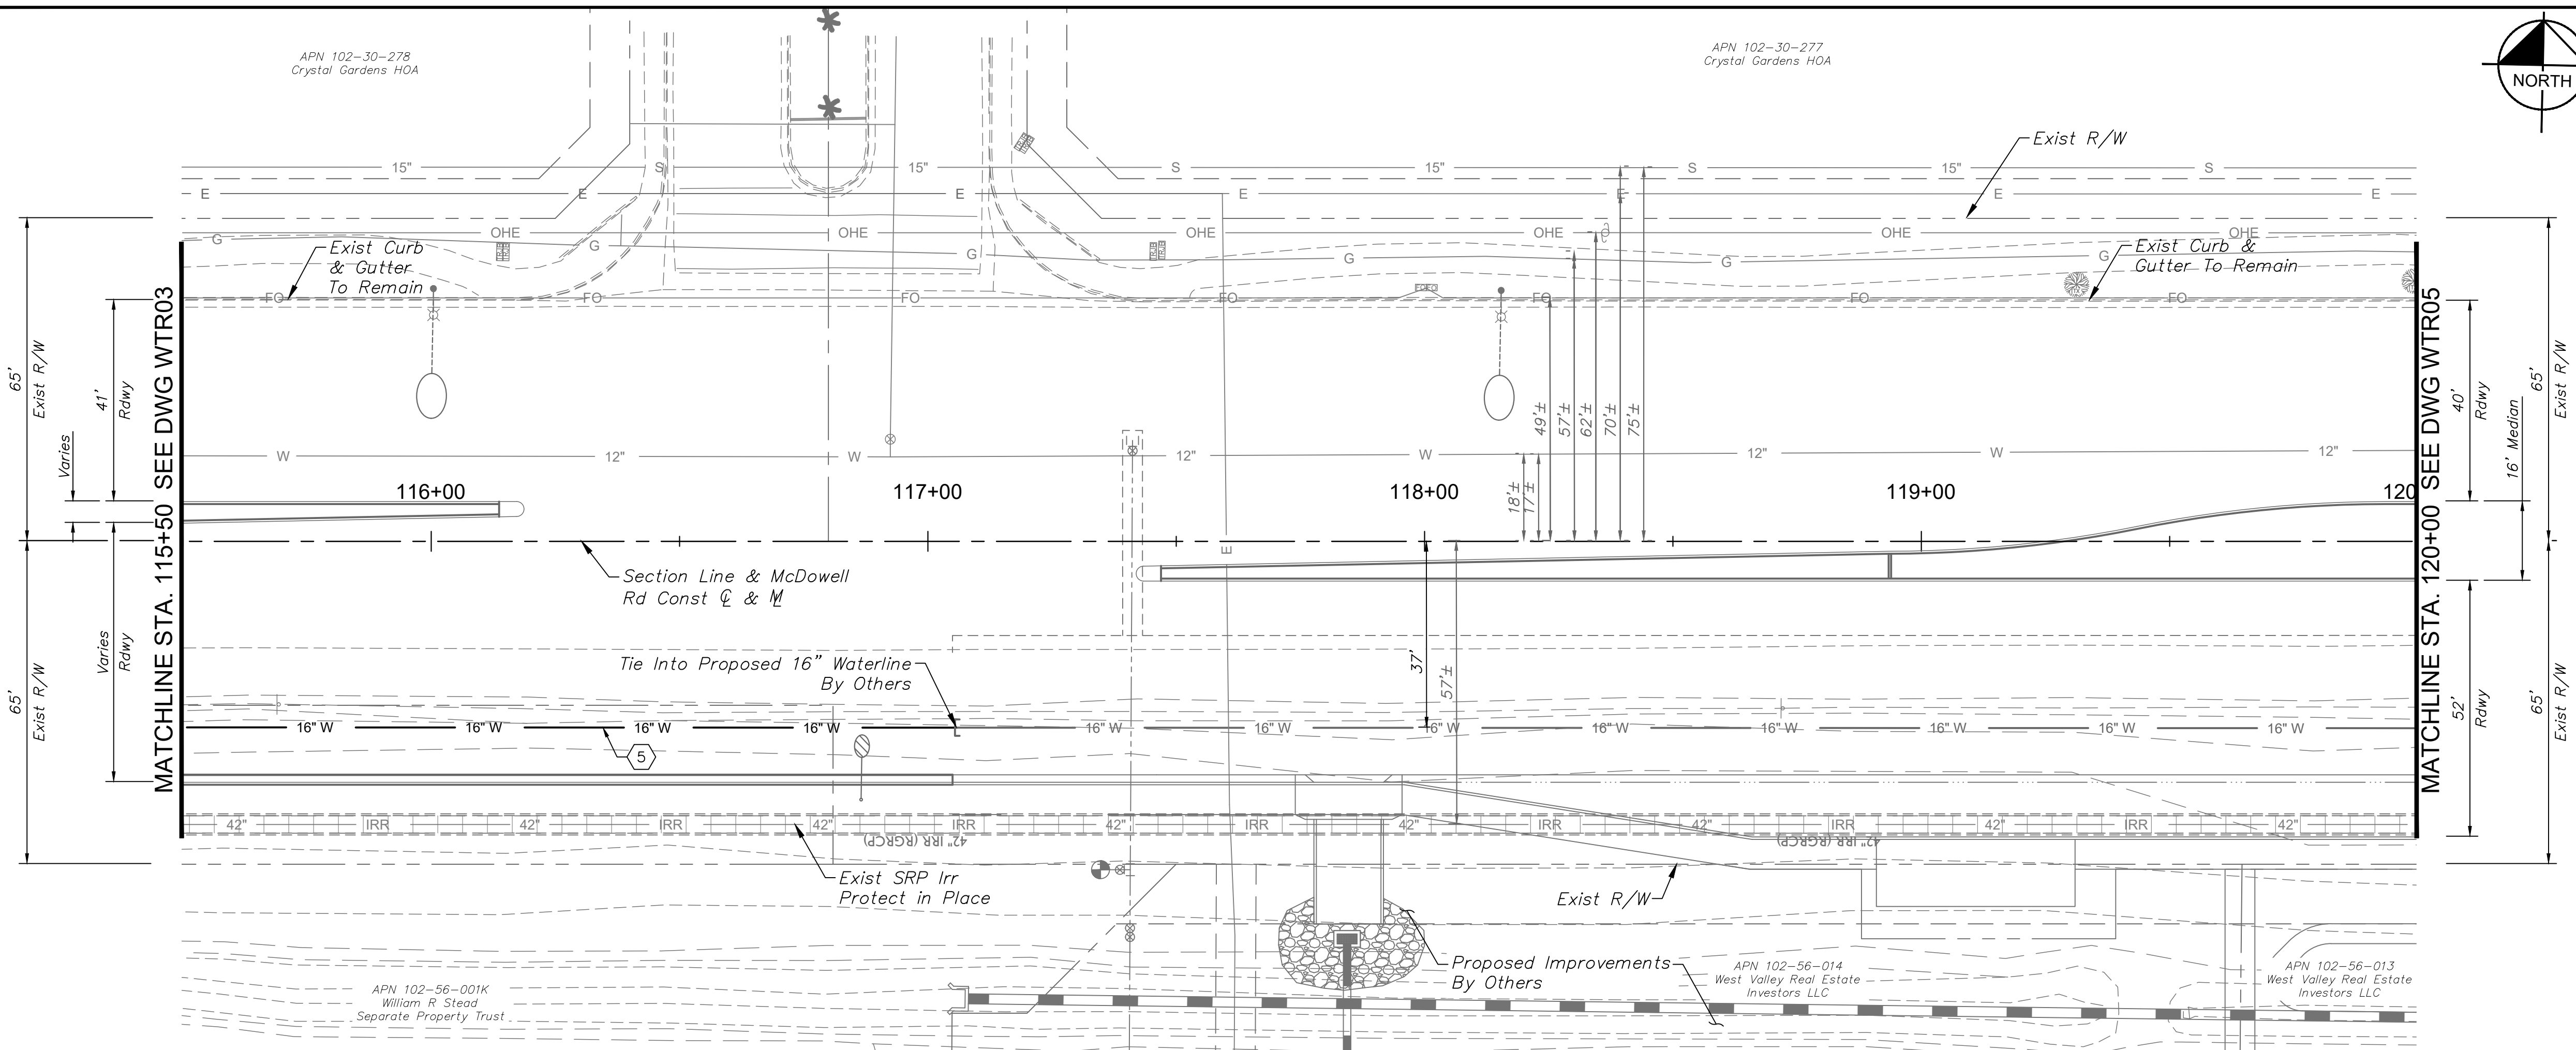 APN 102-30-278
Crystal Gardens HOA
APN 102-30-277
Crystal Gardens HOA
NORTH
Exist R/W
15" S 15" S 15" S 15" S
E E E E E E E
OHE OHE OHE OHE OHE OHE
G G G G G G
Exist Curb
& Gutter
To Remain
Exist Curb &
Gutter To Remain
FO FO FO FO FO FO FO
65'
Exist R/W
41'
Rdwy
Varies
MATCHLINE STA. 115+50 SEE DWG WTR03
49'±
57'±
62'±
70'±
75'±
18'±
17'±
W 12" W 12" W 12" W 12"
116+00
117+00
118+00
119+00
120
MATCHLINE STA. 120+00 SEE DWG WTR05
40'
Rdwy
16' Median
65'
Exist R/W
E
Section Line & McDowell
Rd Const ℄ & ML
Varies
Rdwy
65'
Exist R/W
Tie Into Proposed 16" Waterline
By Others
37'
57'±
52'
Rdwy
65'
Exist R/W
16" W 16" W 16" W 16" W 16" W 16" W 16" W 16" W 16" W 16" W 16" W 16" W
5
42" IRR 42" IRR 42" IRR 42" IRR 42" IRR 42" IRR 42" IRR 42"
42" IRR (RGRCP)
42" IRR (RGRCP)
Exist SRP Irr
Protect in Place
Exist R/W
Proposed Improvements
By Others
APN 102-56-001K
William R Stead
Separate Property Trust
APN 102-56-014
West Valley Real Estate
Investors LLC
APN 102-56-013
West Valley Real Estate
Investors LLC